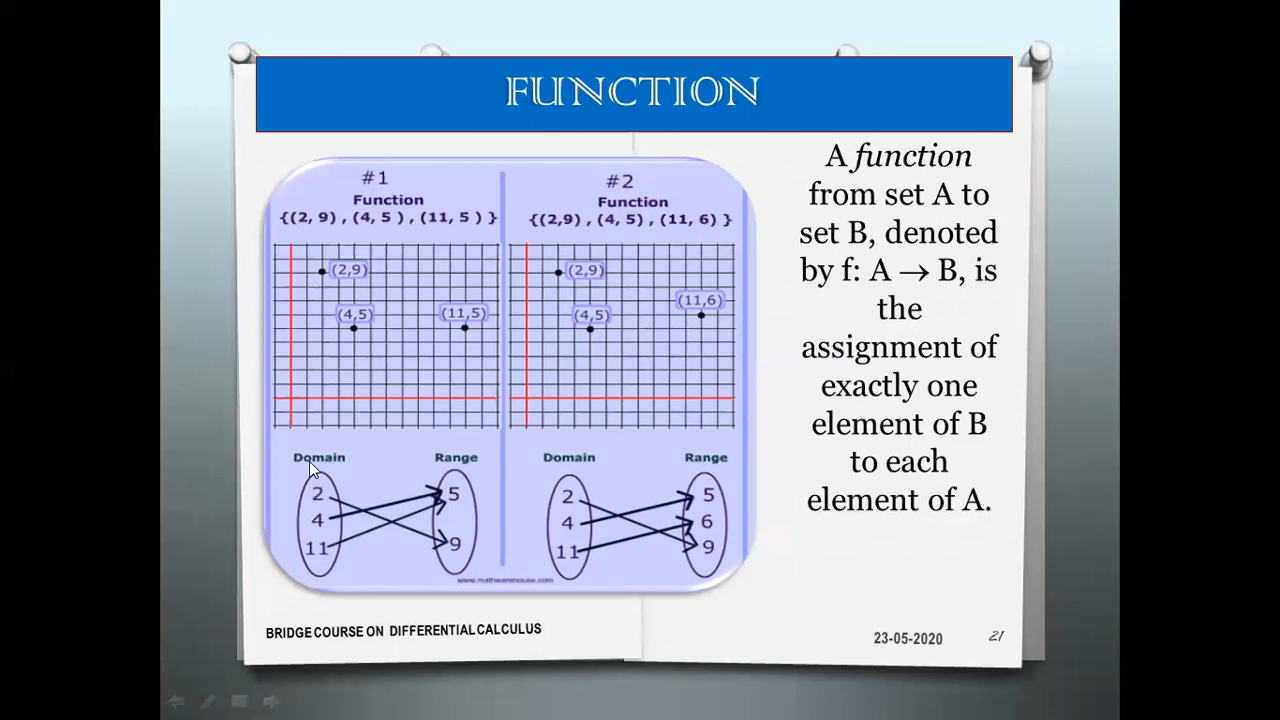 FUNCTION
#1
Function
{(2, 9) , (4, 5 ) , (11, 5 ) }
(2,9)
(4,5)
(11,5)
Domain
Range
2
4
11
5
9
#2
Function
{(2,9) , (4, 5) , (11, 6) }
(2,9)
(4,5)
(11,6)
Domain
Range
2
4
11
5
6
9
www.mathwarehouse.com
A function
from set A to
set B, denoted
by f: A → B, is
the
assignment of
exactly one
element of B
to each
element of A.
BRIDGE COURSE ON DIFFERENTIAL CALCULUS
23-05-2020
21